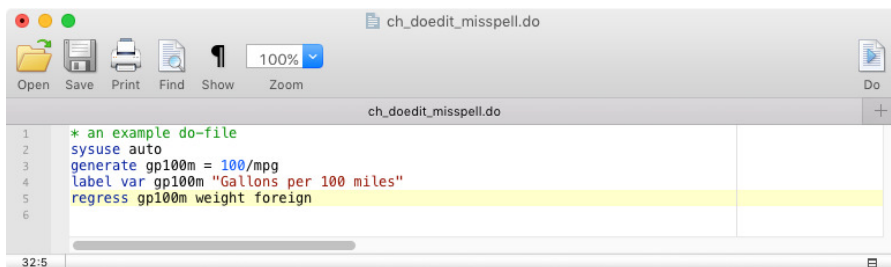 ch_doedit_misspell.do
100%
Open Save Print Find Show Zoom Do
ch_doedit_misspell.do +
1 * an example do-file
2 sysuse auto
3 generate gp100m = 100/mpg
4 label var gp100m "Gallons per 100 miles"
5 regress gp100m weight foreign
6
32:5